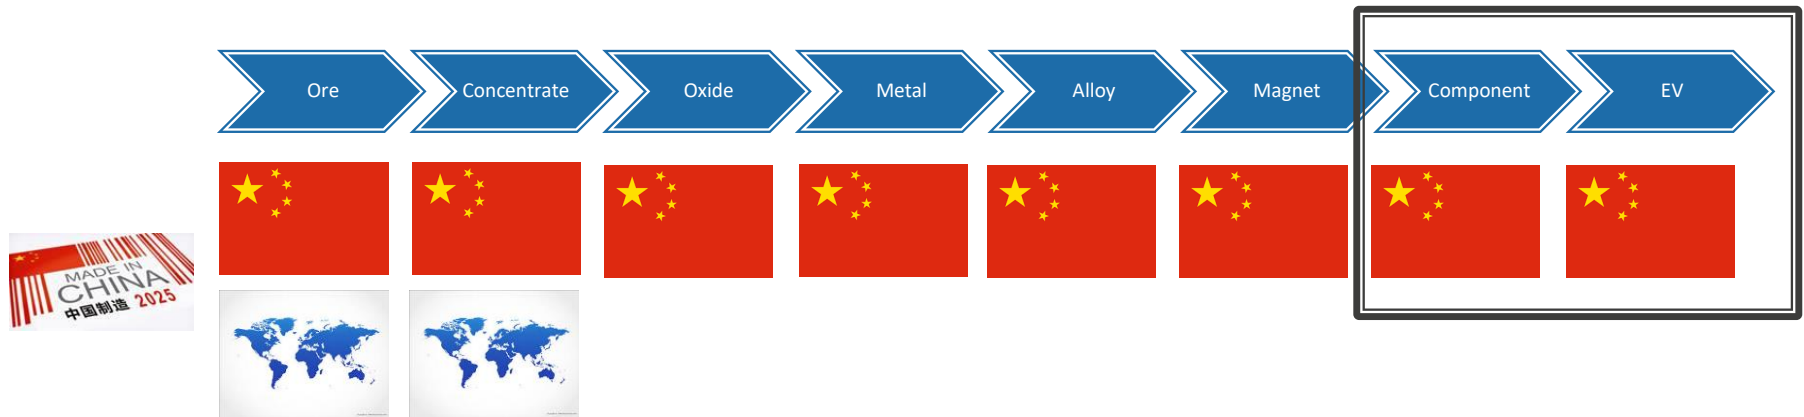 Ore
Concentrate
Oxide
Metal
Alloy
Magnet
Component
EV
MADE IN
CHINA
中国制造 2025